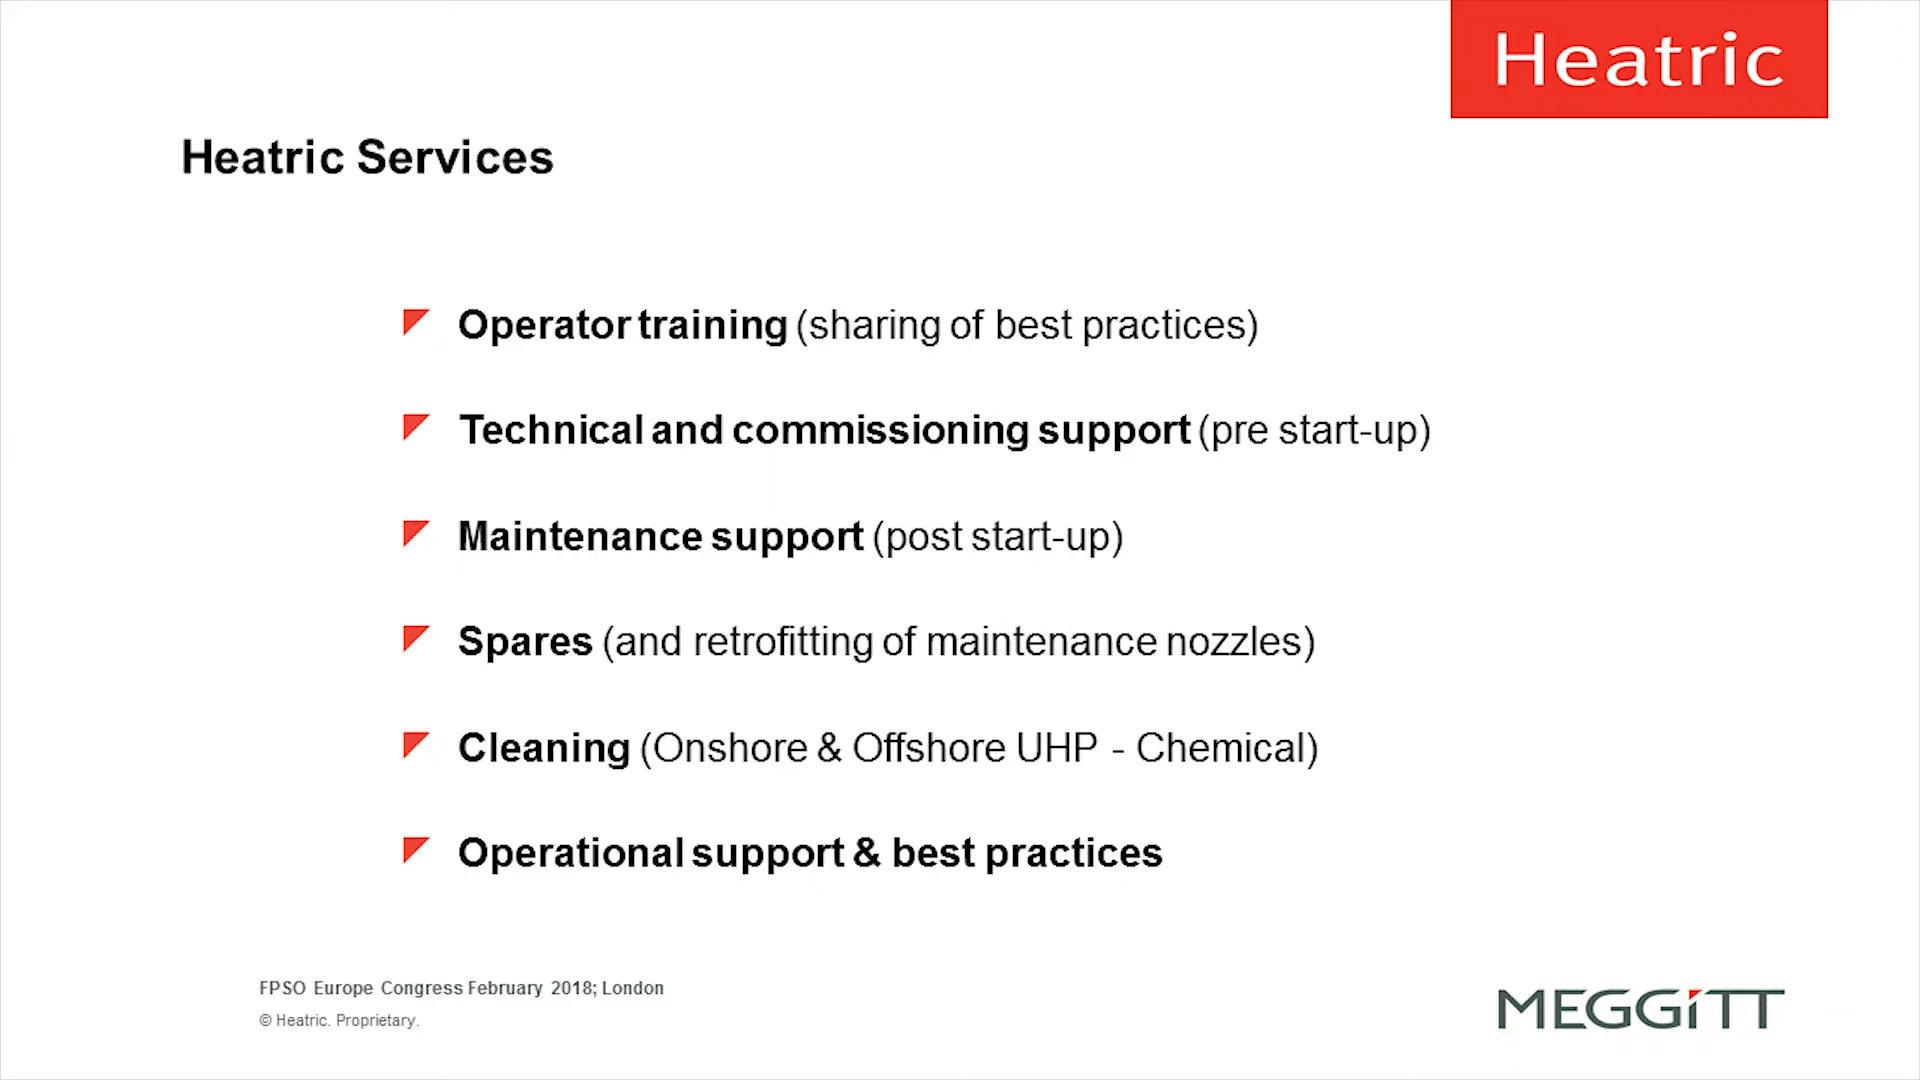 Heatric
Heatric Services
Operator training (sharing of best practices)
Technical and commissioning support (pre start-up)
Maintenance support (post start-up)
Spares (and retrofitting of maintenance nozzles)
Cleaning (Onshore & Offshore UHP - Chemical)
Operational support & best practices
FPSO Europe Congress February 2018; London
© Heatric. Proprietary.
MEGGiTT